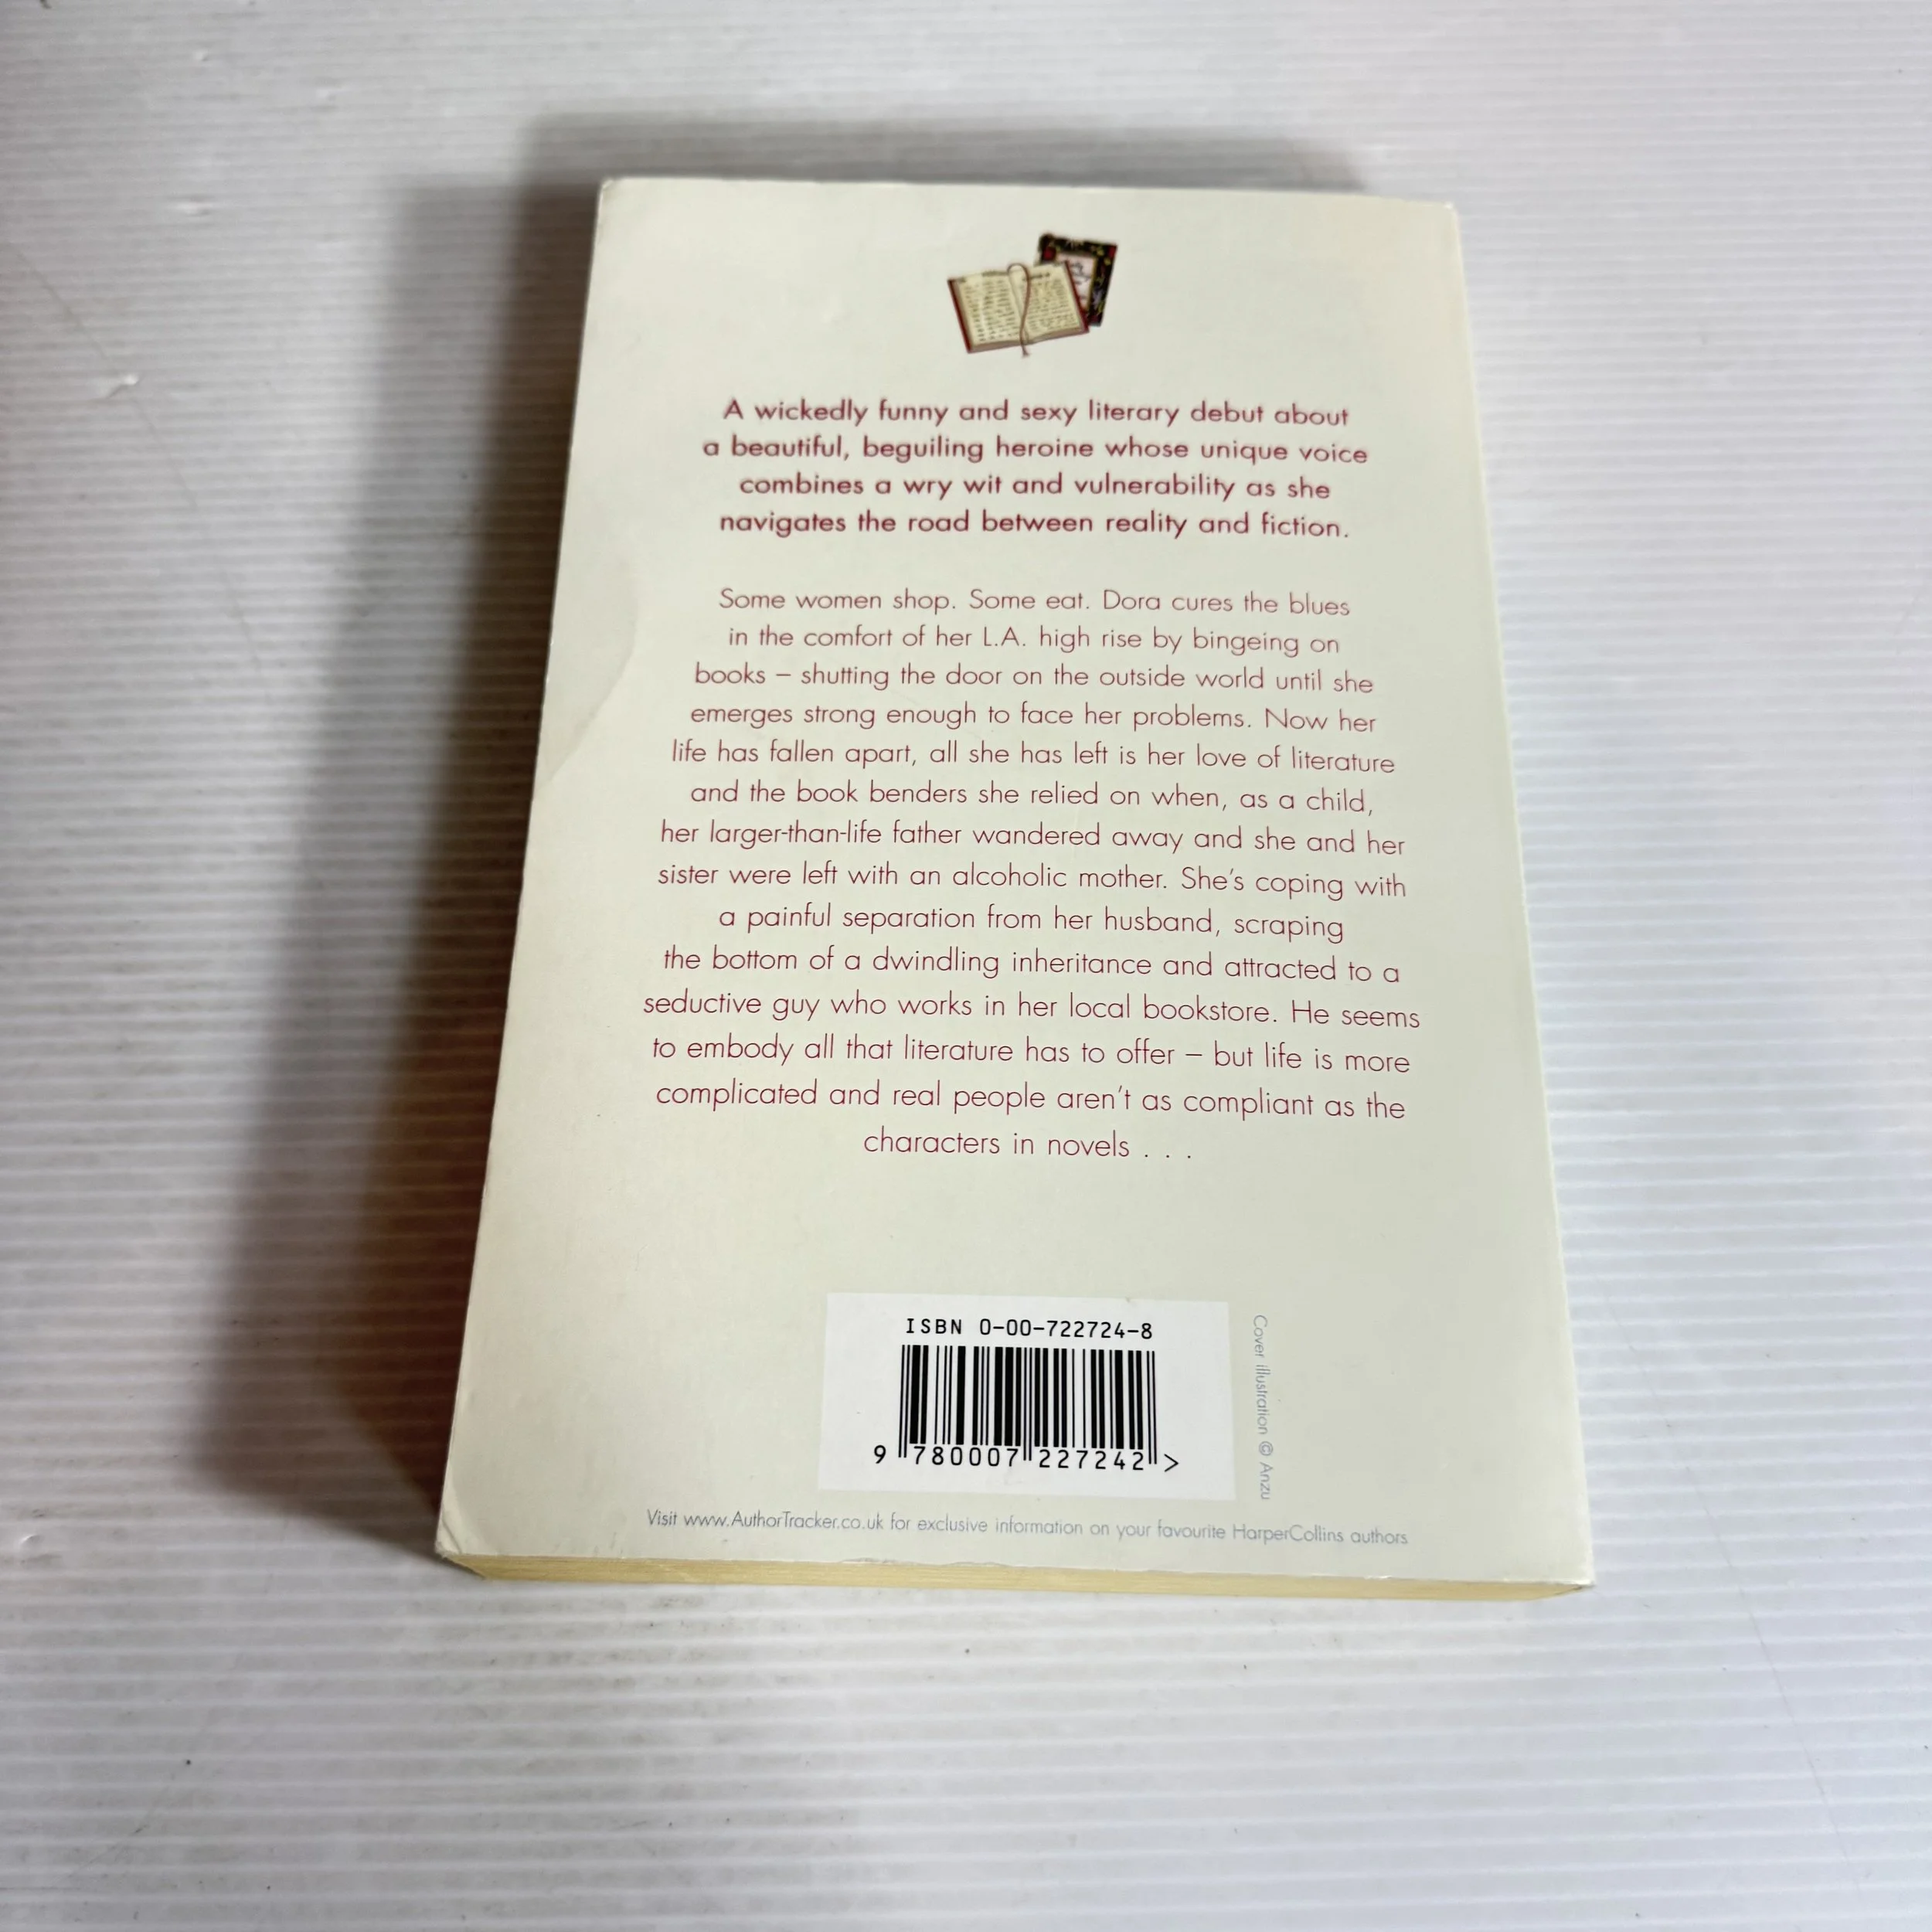 A wickedly funny and sexy literary debut about
a beautiful, beguiling heroine whose unique voice
combines a wry wit and vulnerability as she
navigates the road between reality and fiction.
Some women shop. Some eat. Dora cures the blues
in the comfort of her L.A. high rise by bingeing on
books – shutting the door on the outside world until she
emerges strong enough to face her problems. Now her
life has fallen apart, all she has left is her love of literature
and the book benders she relied on when, as a child,
her larger-than-life father wandered away and she and her
sister were left with an alcoholic mother. She's coping with
a painful separation from her husband, scraping
the bottom of a dwindling inheritance and attracted to a
seductive guy who works in her local bookstore. He seems
to embody all that literature has to offer – but life is more
complicated and real people aren't as compliant as the
characters in novels . . .
ISBN 0-00-722724-8
9 780007 227242 >
Cover illustration © Anzu
Visit www.AuthorTracker.co.uk for exclusive information on your favourite HarperCollins authors